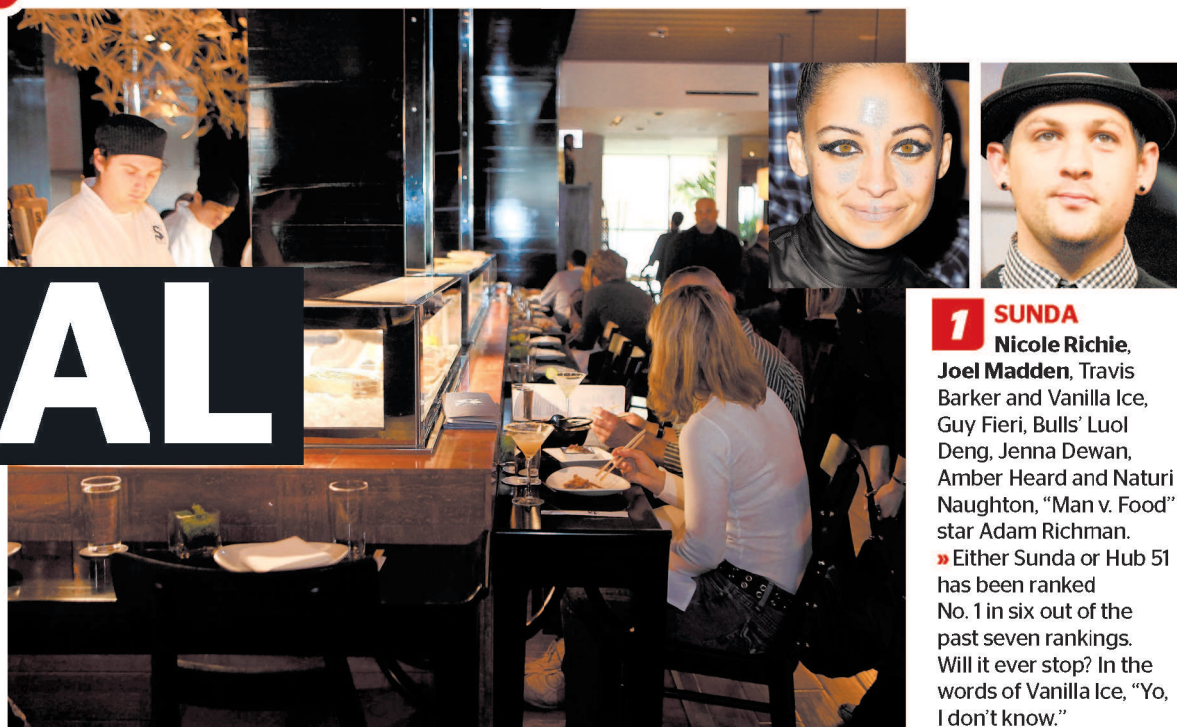 AL
1 SUNDA
Nicole Richie,
Joel Madden, Travis
Barker and Vanilla Ice,
Guy Fieri, Bulls’ Luol
Deng, Jenna Dewan,
Amber Heard and Naturi
Naughton, “Man v. Food”
star Adam Richman.
» Either Sunda or Hub 51
has been ranked
No. 1 in six out of the
past seven rankings.
Will it ever stop? In the
words of Vanilla Ice, “Yo,
I don’t know.”